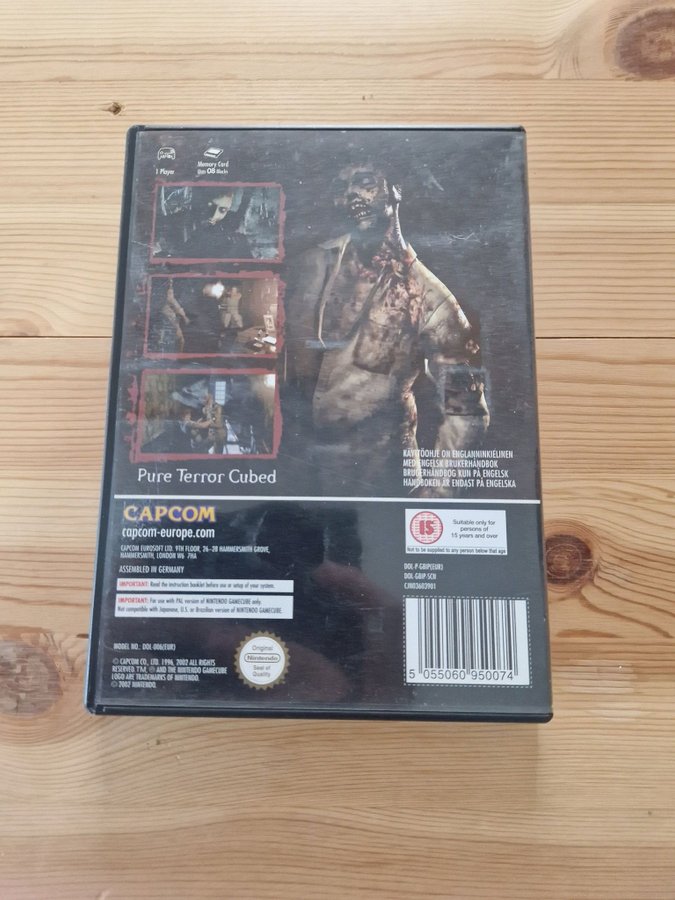 1 Player
Memory Card
Uses 08 Blocks
Pure Terror Cubed
KÄYTTÖOHJE ON ENGLANNINKIELINEN
MED ENGELSK BRUKERHÅNDBOK
BRUGERHÅNDBOG KUN PÅ ENGELSK
HANDBOKEN ÄR ENDAST PÅ ENGELSKA
CAPCOM
capcom-europe.com
CAPCOM EUROSOFT LTD. 9TH FLOOR, 26-28 HAMMERSMITH GROVE,
HAMMERSMITH, LONDON W6 7HA
ASSEMBLED IN GERMANY
IMPORTANT: Read the instruction booklet before use or setup of your system.
IMPORTANT: For use with PAL version of NINTENDO GAMECUBE only.
Not compatible with Japanese, U.S. or Brazilian version of NINTENDO GAMECUBE.
15
Suitable only for
persons of
15 years and over
Not to be supplied to any person below that age
DOL-P-GBIP(EUR)
DOL-GBIP-SCN
CIN03603901
MODEL NO.: DOL-006(EUR)
© CAPCOM CO., LTD. 1996, 2002 ALL RIGHTS
RESERVED. TM, ® AND THE NINTENDO GAMECUBE
LOGO ARE TRADEMARKS OF NINTENDO.
© 2002 NINTENDO.
Original
Nintendo
Seal of
Quality
5 055060 950074